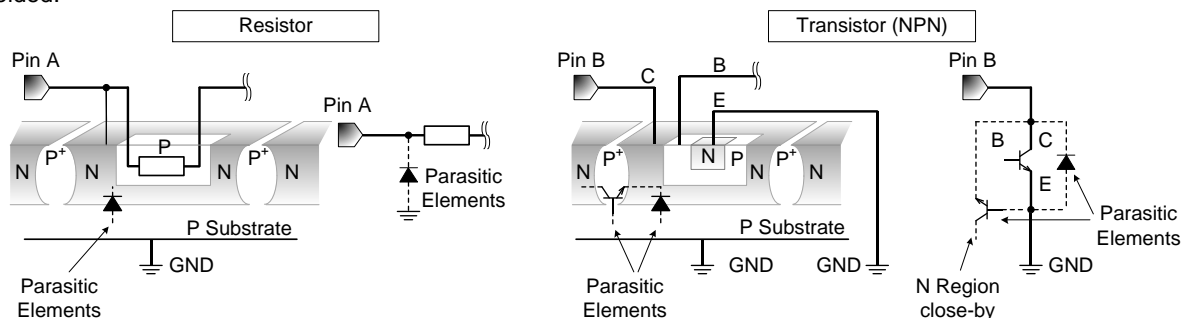 Resistor
Transistor (NPN)
Pin A
Pin B
C
B
E
Pin B
Pin A
P
N
P+
N
P+
N
N
P+
N
N
P
P+
N
B
C
E
Parasitic
Elements
P Substrate
GND
Parasitic
Elements
P Substrate
GND
GND
Parasitic
Elements
Parasitic
Elements
GND
N Region
close-by